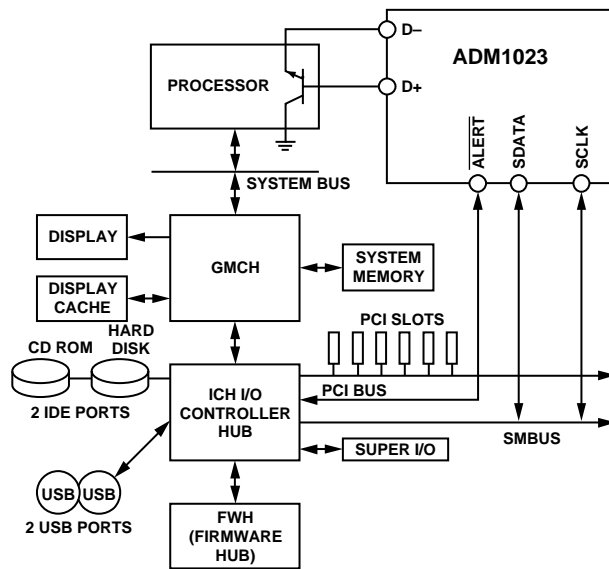 D–
ADM1023
PROCESSOR
D+
ALERT
SDATA
SCLK
SYSTEM BUS
DISPLAY
GMCH
SYSTEM
MEMORY
DISPLAY
CACHE
PCI SLOTS
HARD
DISK
CD ROM
ICH I/O
CONTROLLER
HUB
PCI BUS
2 IDE PORTS
SMBUS
SUPER I/O
USB
USB
2 USB PORTS
FWH
(FIRMWARE
HUB)